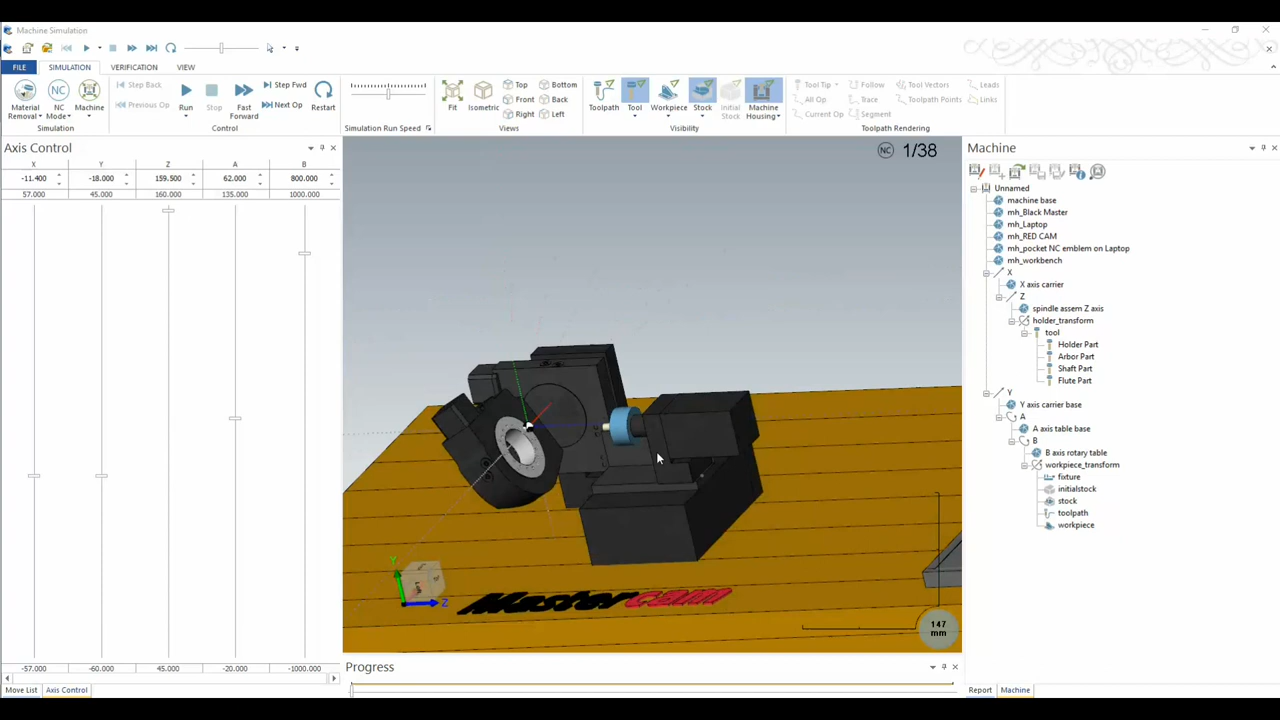 Machine Simulation
FILE SIMULATION VERIFICATION VIEW
Material Removal NC Mode Machine
Simulation
Step Back Previous Op Run Stop Fast Forward Step Fwd Next Op Restart
Control
Simulation Run Speed
Fit Isometric Top Front Right Bottom Back Left
Views
Toolpath Tool Workpiece Stock Initial Stock Machine Housing
Visibility
Tool Tip Follow Tool Vectors Leads
All Op Trace Toolpath Points Links
Current Op Segment
Toolpath Rendering
Axis Control
X Y Z A B
-11.400 -18.000 159.500 62.000 800.000
57.000 45.000 160.000 135.000 1000.000
-57.000 -60.000 45.000 -20.000 -1000.000
Move List Axis Control
NC 1/38
Y
Z
Mastercam
147
mm
Progress
Machine
Unnamed
machine base
mh_Black Master
mh_Laptop
mh_RED CAM
mh_pocket NC emblem on Laptop
mh_workbench
X
X axis carrier
Z
spindle assem Z axis
holder_transform
tool
Holder Part
Arbor Part
Shaft Part
Flute Part
Y
Y axis carrier base
A
A axis table base
B
B axis rotary table
workpiece_transform
fixture
initialstock
stock
toolpath
workpiece
Report Machine